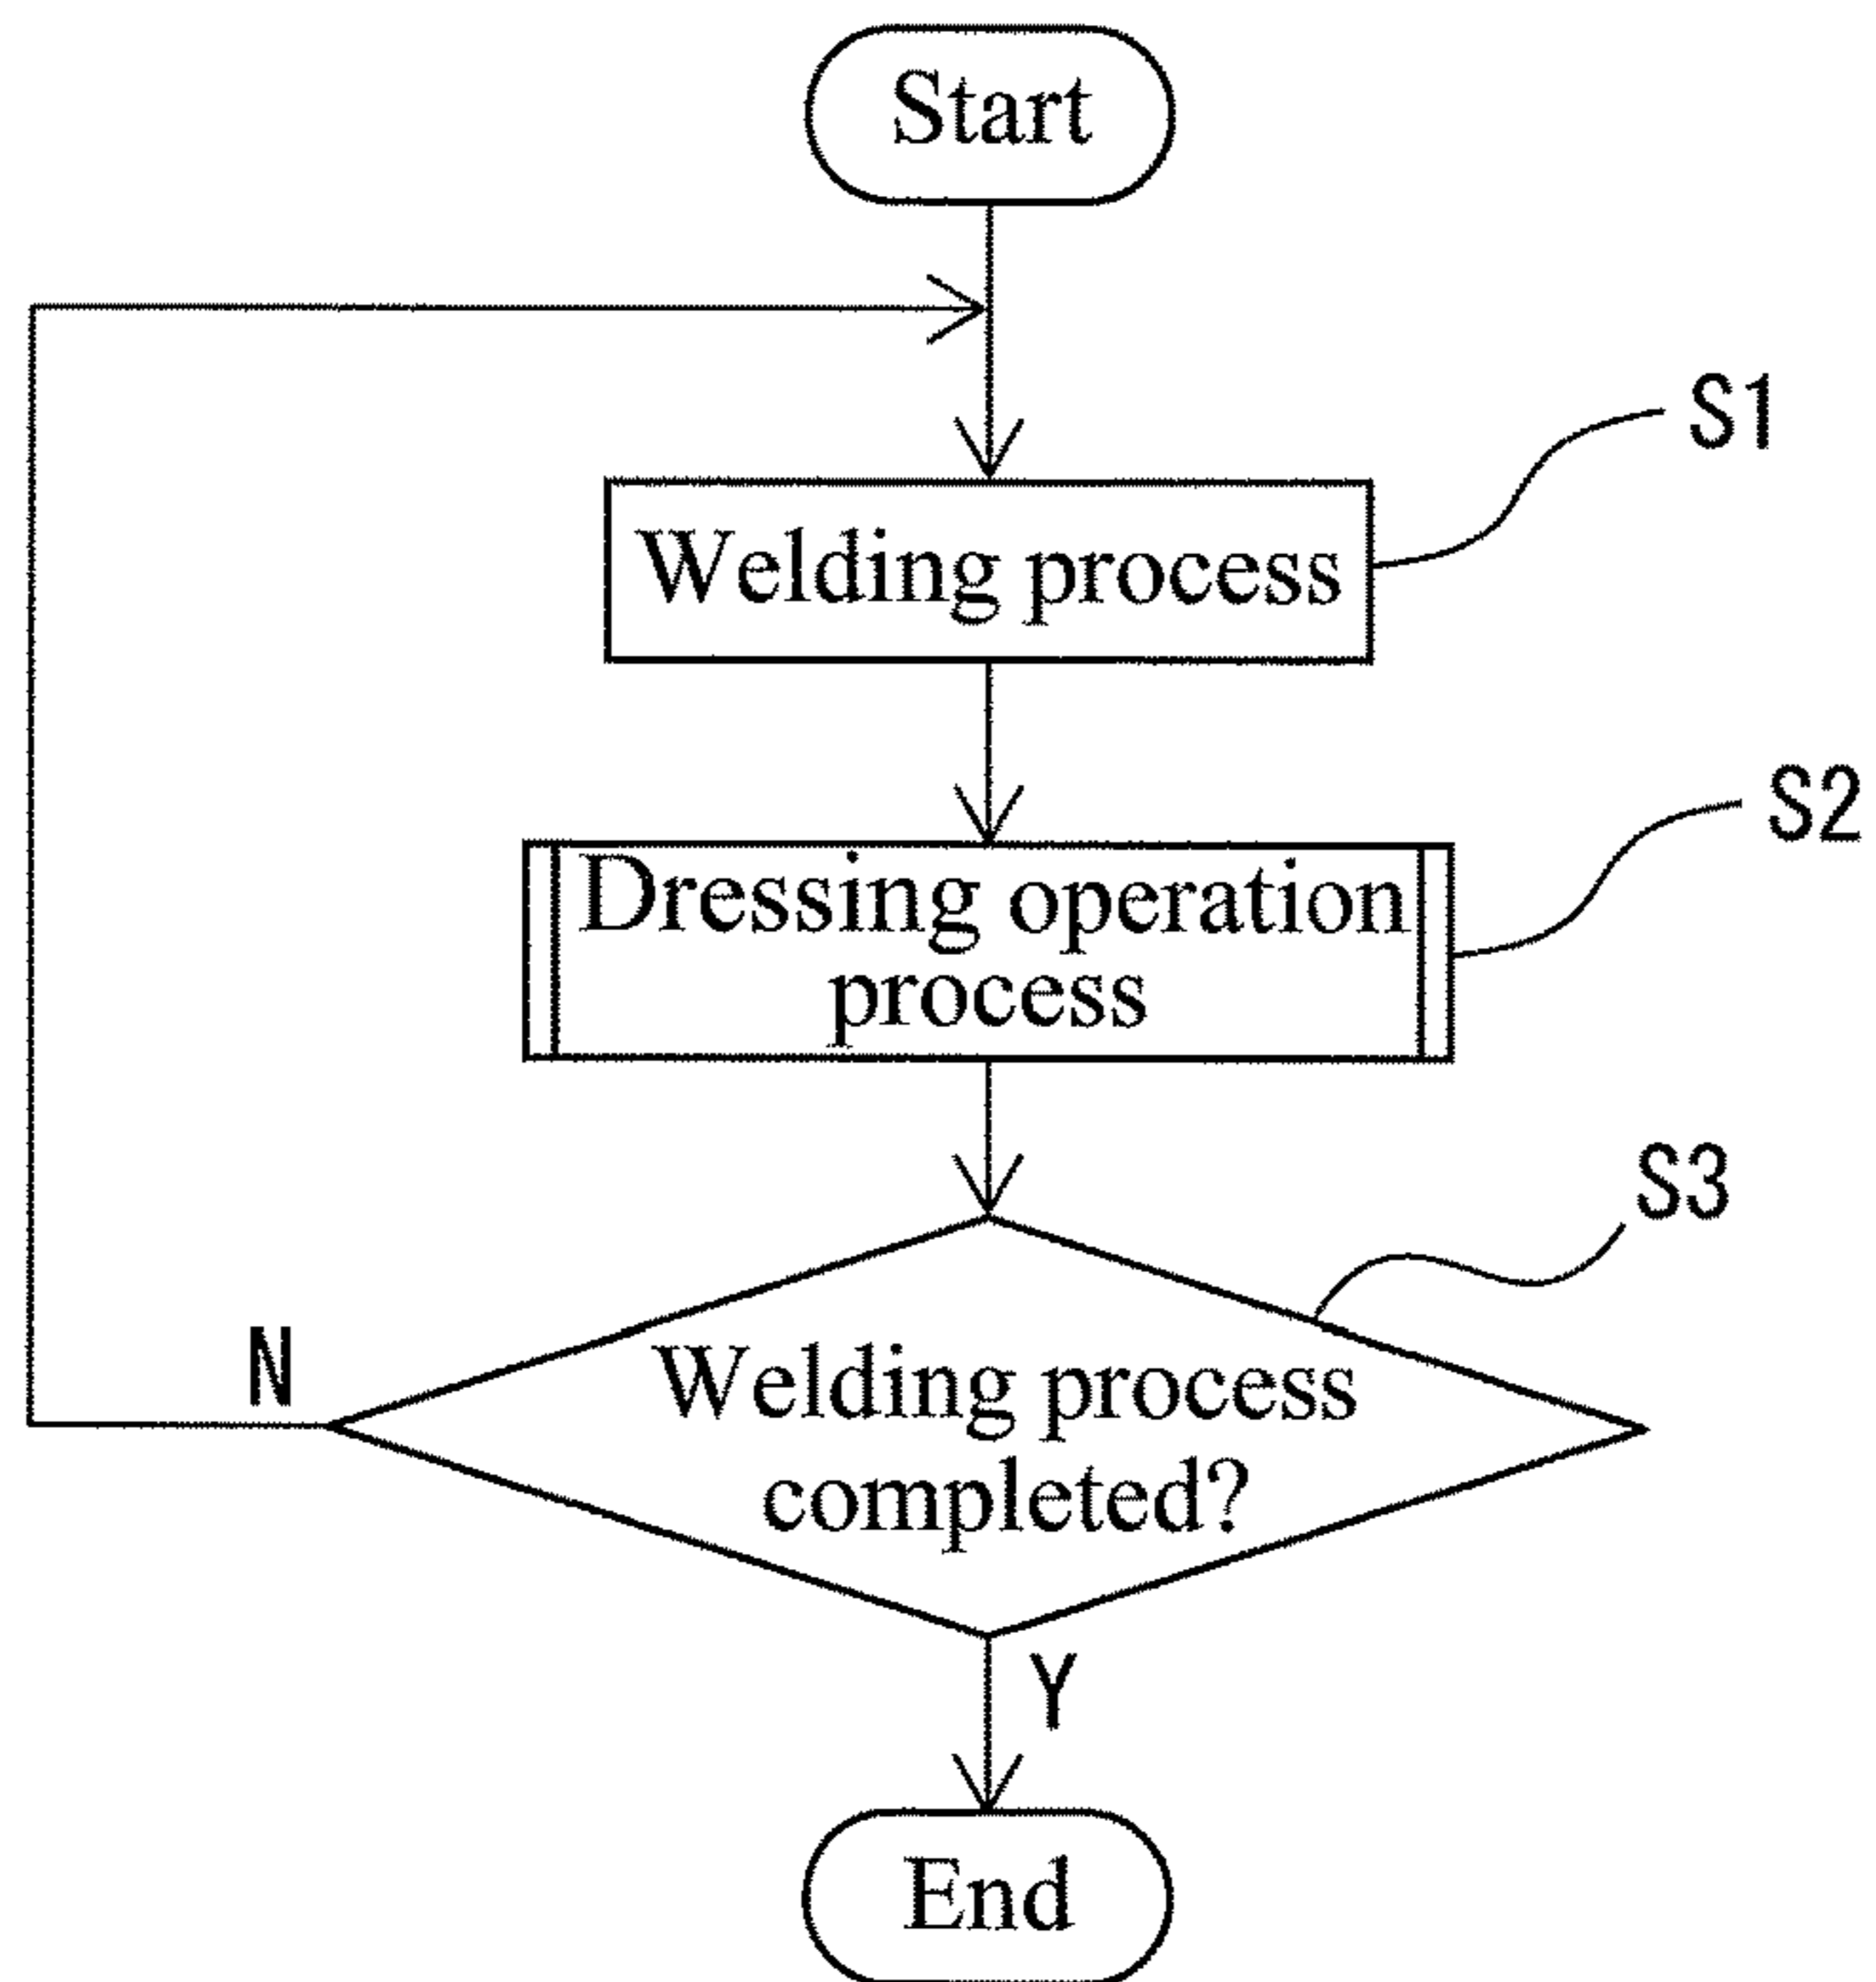 Start
S1
Welding process
S2
Dressing operation
process
S3
N
Welding process
completed?
Y
End